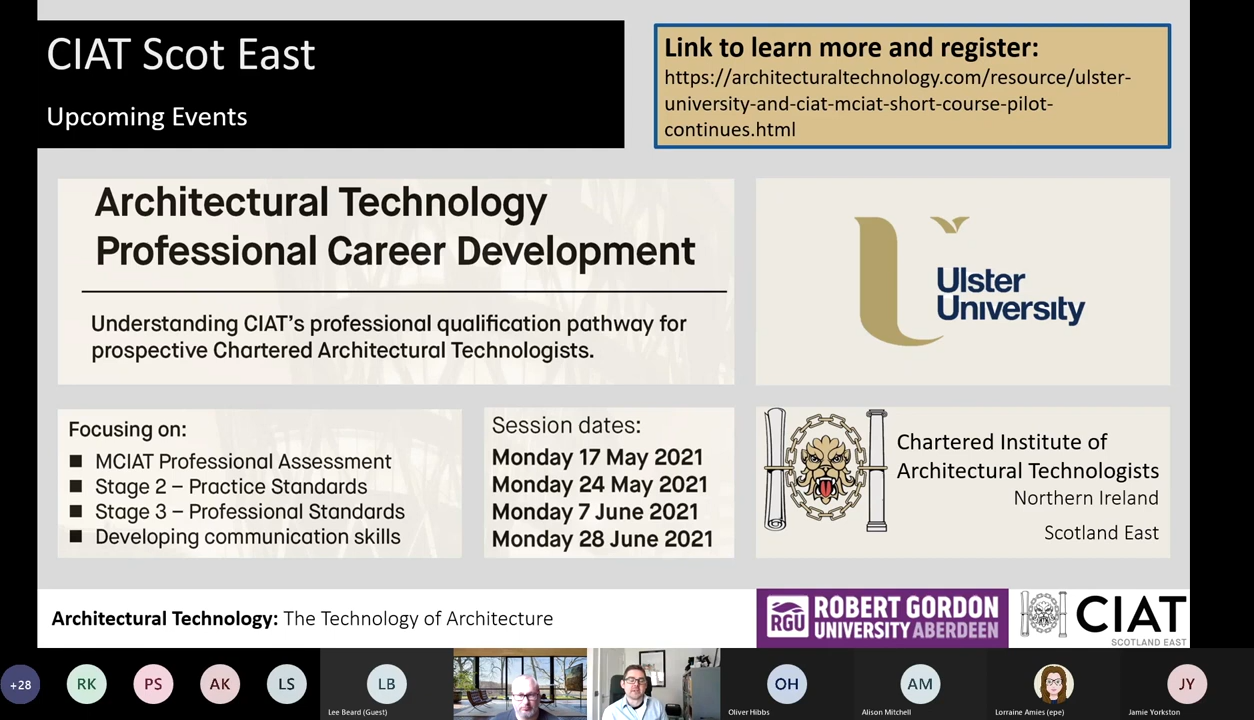 CIAT Scot East
Upcoming Events
Link to learn more and register:
https://architecturaltechnology.com/resource/ulster-
university-and-ciat-mciat-short-course-pilot-
continues.html
Architectural Technology
Professional Career Development
Understanding CIAT's professional qualification pathway for
prospective Chartered Architectural Technologists.
Ulster
University
Focusing on:
MCIAT Professional Assessment
Stage 2 – Practice Standards
Stage 3 – Professional Standards
Developing communication skills
Session dates:
Monday 17 May 2021
Monday 24 May 2021
Monday 7 June 2021
Monday 28 June 2021
Chartered Institute of
Architectural Technologists
Northern Ireland
Scotland East
Architectural Technology: The Technology of Architecture
RGU
ROBERT GORDON
UNIVERSITY ABERDEEN
CIAT
SCOTLAND EAST
+28
RK
PS
AK
LS
LB
Lee Beard (Guest)
OH
Oliver Hibbs
AM
Alison Mitchell
Lorraine Amies (epe)
JY
Jamie Yorkston